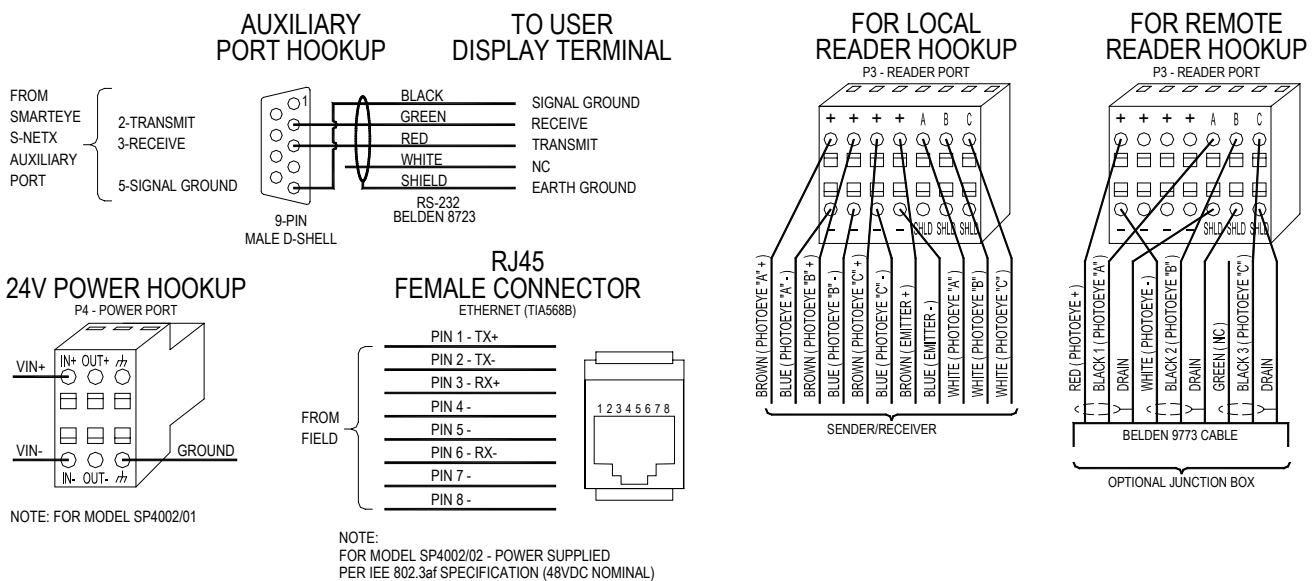 AUXILIARY
PORT HOOKUP
TO USER
DISPLAY TERMINAL
FROM
SMARTEYE
S-NETX
AUXILIARY
PORT
2-TRANSMIT
3-RECEIVE
5-SIGNAL GROUND
1
9-PIN
MALE D-SHELL
BLACK
GREEN
RED
WHITE
SHIELD
RS-232
BELDEN 8723
SIGNAL GROUND
RECEIVE
TRANSMIT
NC
EARTH GROUND
24V POWER HOOKUP
P4 - POWER PORT
VIN+
IN+ OUT+
VIN-
GROUND
IN- OUT-
NOTE: FOR MODEL SP4002/01
RJ45
FEMALE CONNECTOR
ETHERNET (TIA568B)
FROM
FIELD
PIN 1 - TX+
PIN 2 - TX-
PIN 3 - RX+
PIN 4 -
PIN 5 -
PIN 6 - RX-
PIN 7 -
PIN 8 -
1 2 3 4 5 6 7 8
NOTE:
FOR MODEL SP4002/02 - POWER SUPPLIED
PER IEE 802.3af SPECIFICATION (48VDC NOMINAL)
FOR LOCAL
READER HOOKUP
P3 - READER PORT
+ + + + A B C
- - - - SHLD SHLD SHLD
BROWN ( PHOTOEYE "A" + )
BLUE ( PHOTOEYE "A" - )
BROWN ( PHOTOEYE "B" + )
BLUE ( PHOTOEYE "B" - )
BROWN ( PHOTOEYE "C" + )
BLUE ( PHOTOEYE "C" - )
BROWN ( EMITTER + )
BLUE ( EMITTER - )
WHITE ( PHOTOEYE "A" )
WHITE ( PHOTOEYE "B" )
WHITE ( PHOTOEYE "C" )
SENDER/RECEIVER
FOR REMOTE
READER HOOKUP
P3 - READER PORT
+ + + + A B C
- - - - SHLD SHLD SHLD
RED ( PHOTOEYE + )
BLACK 1 ( PHOTOEYE "A" )
DRAIN
WHITE ( PHOTOEYE - )
BLACK 2 ( PHOTOEYE "B" )
DRAIN
GREEN ( NC )
BLACK 3 ( PHOTOEYE "C" )
DRAIN
BELDEN 9773 CABLE
OPTIONAL JUNCTION BOX